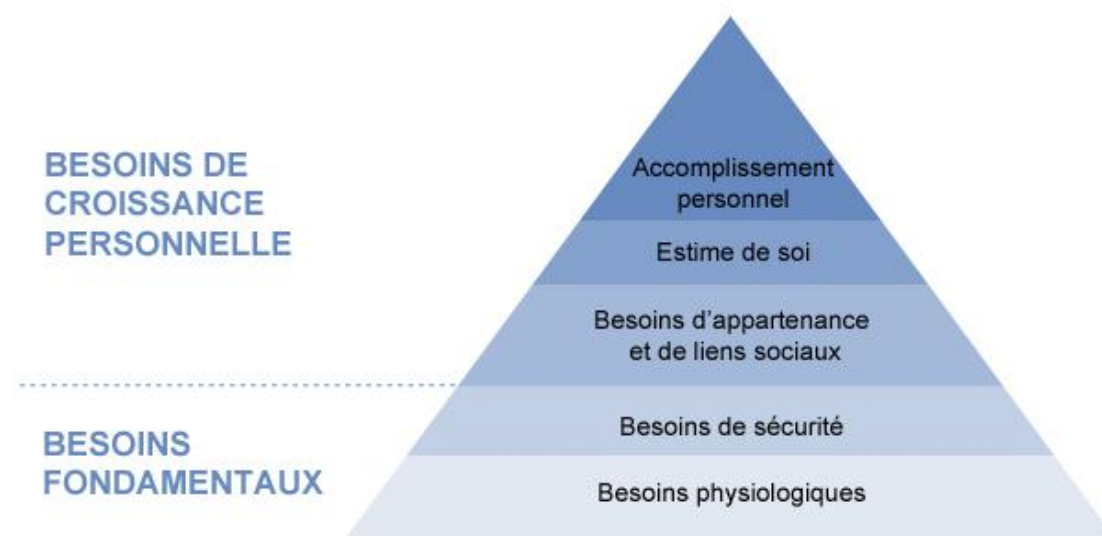 BESOINS DE
CROISSANCE
PERSONNELLE
Accomplissement
personnel
Estime de soi
Besoins d'appartenance
et de liens sociaux
BESOINS
FONDAMENTAUX
Besoins de sécurité
Besoins physiologiques